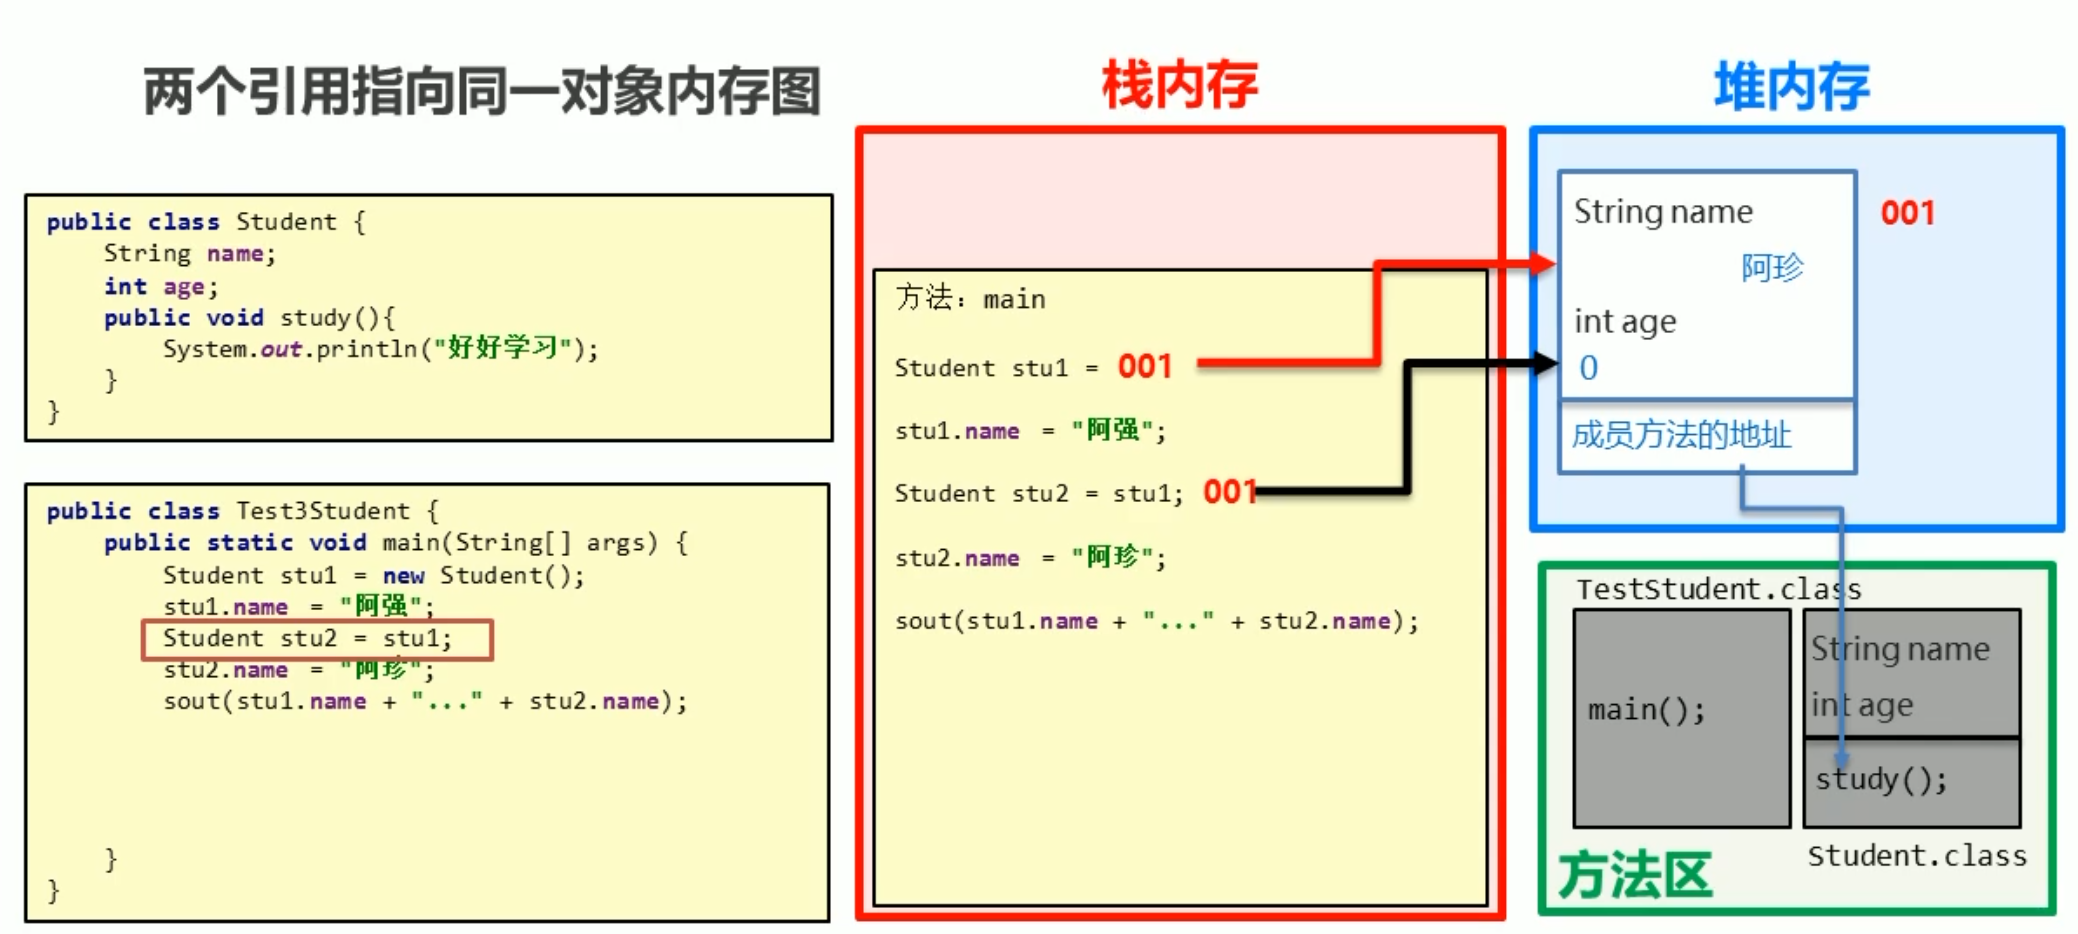 两个引用指向同一对象内存图
public class Student {
String name;
int age;
public void study(){
System.out.println("好好学习");
}
}
public class Test3Student {
public static void main(String[] args) {
Student stu1 = new Student();
stu1.name = "阿强";
Student stu2 = stu1;
stu2.name = "阿珍";
sout(stu1.name + "..." + stu2.name);
}
}
栈内存
方法：main
Student stu1 = 001
stu1.name = "阿强";
Student stu2 = stu1; 001
stu2.name = "阿珍";
sout(stu1.name + "..." + stu2.name);
堆内存
String name 001
阿珍
int age
0
成员方法的地址
TestStudent.class
main();
String name
int age
study();
Student.class
方法区